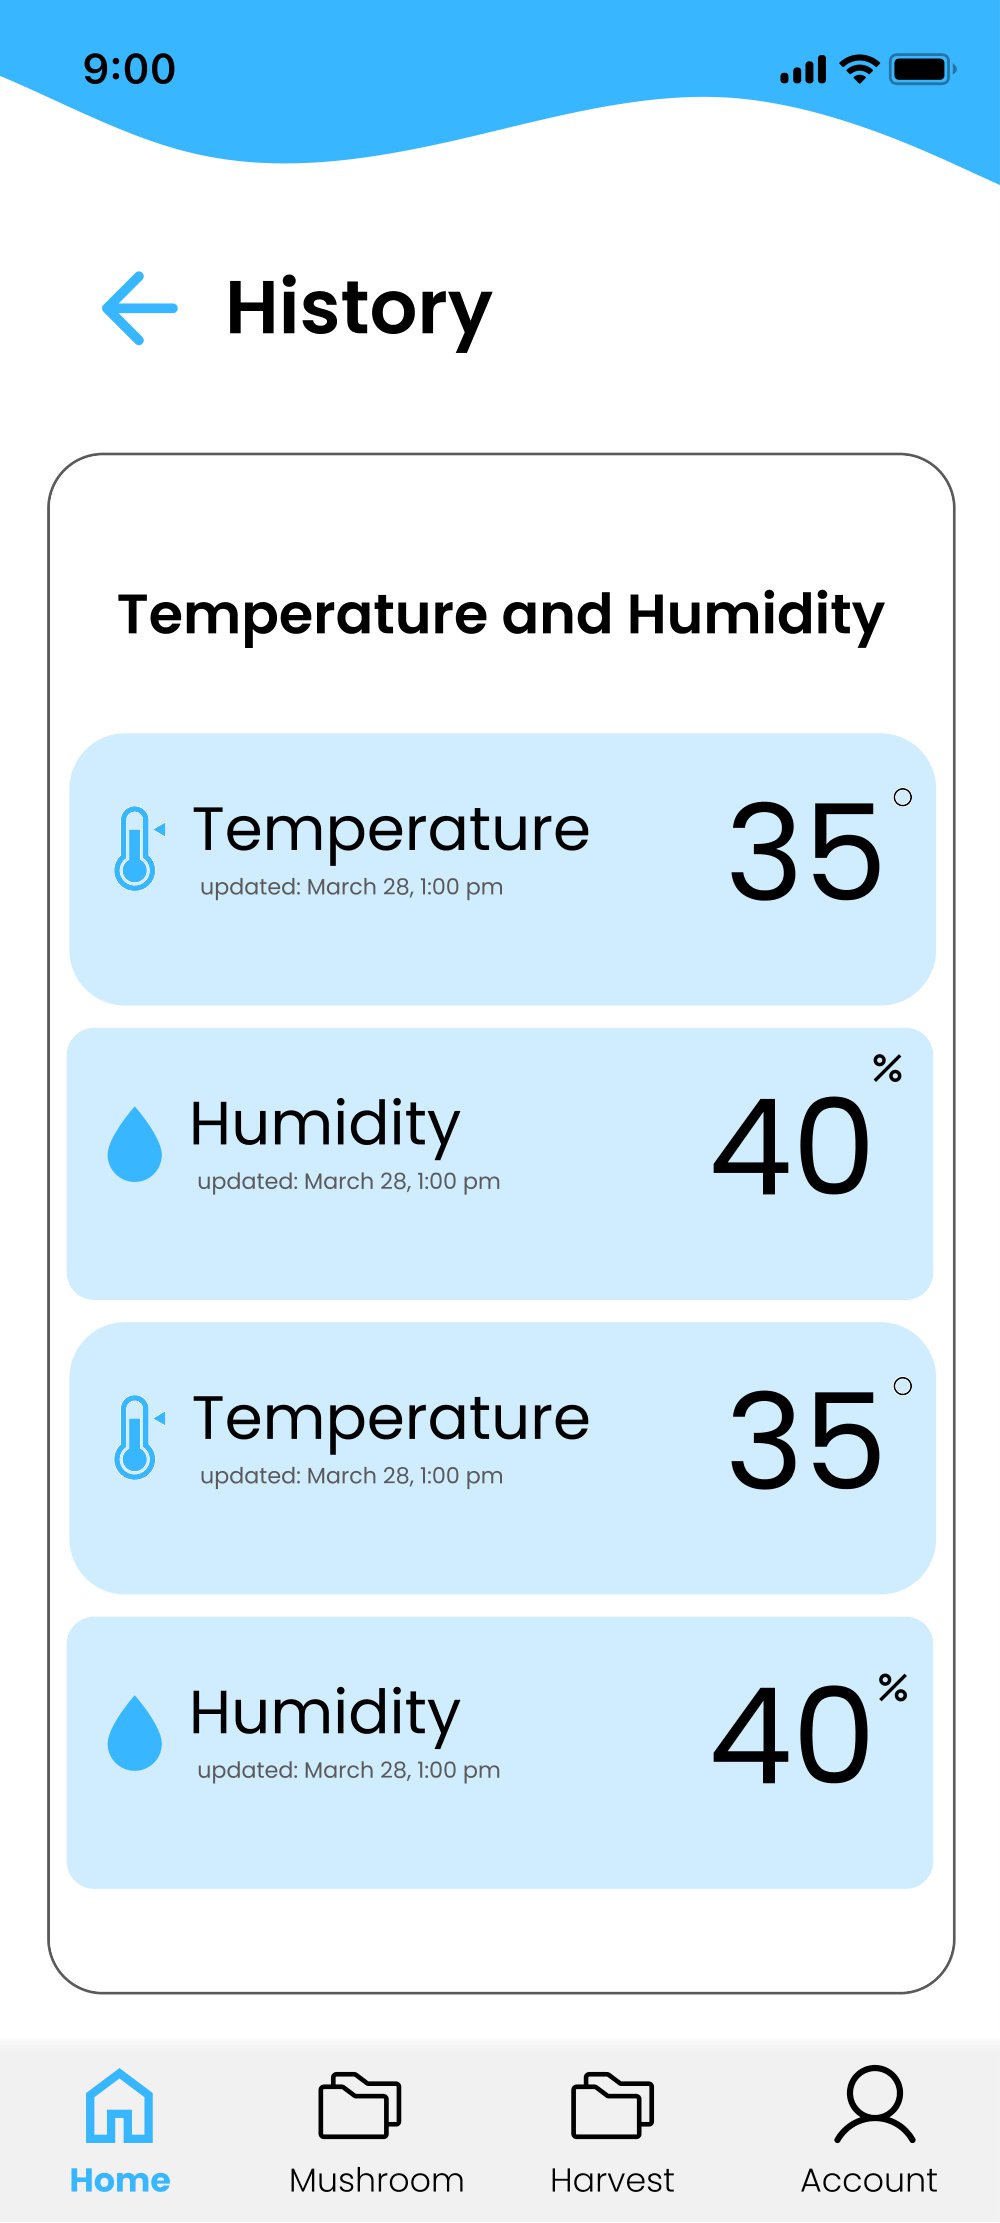 9:00
History
Temperature and Humidity
Temperature
35°
updated: March 28, 1:00 pm
Humidity
40%
updated: March 28, 1:00 pm
Temperature
35°
updated: March 28, 1:00 pm
Humidity
40%
updated: March 28, 1:00 pm
Home
Mushroom
Harvest
Account